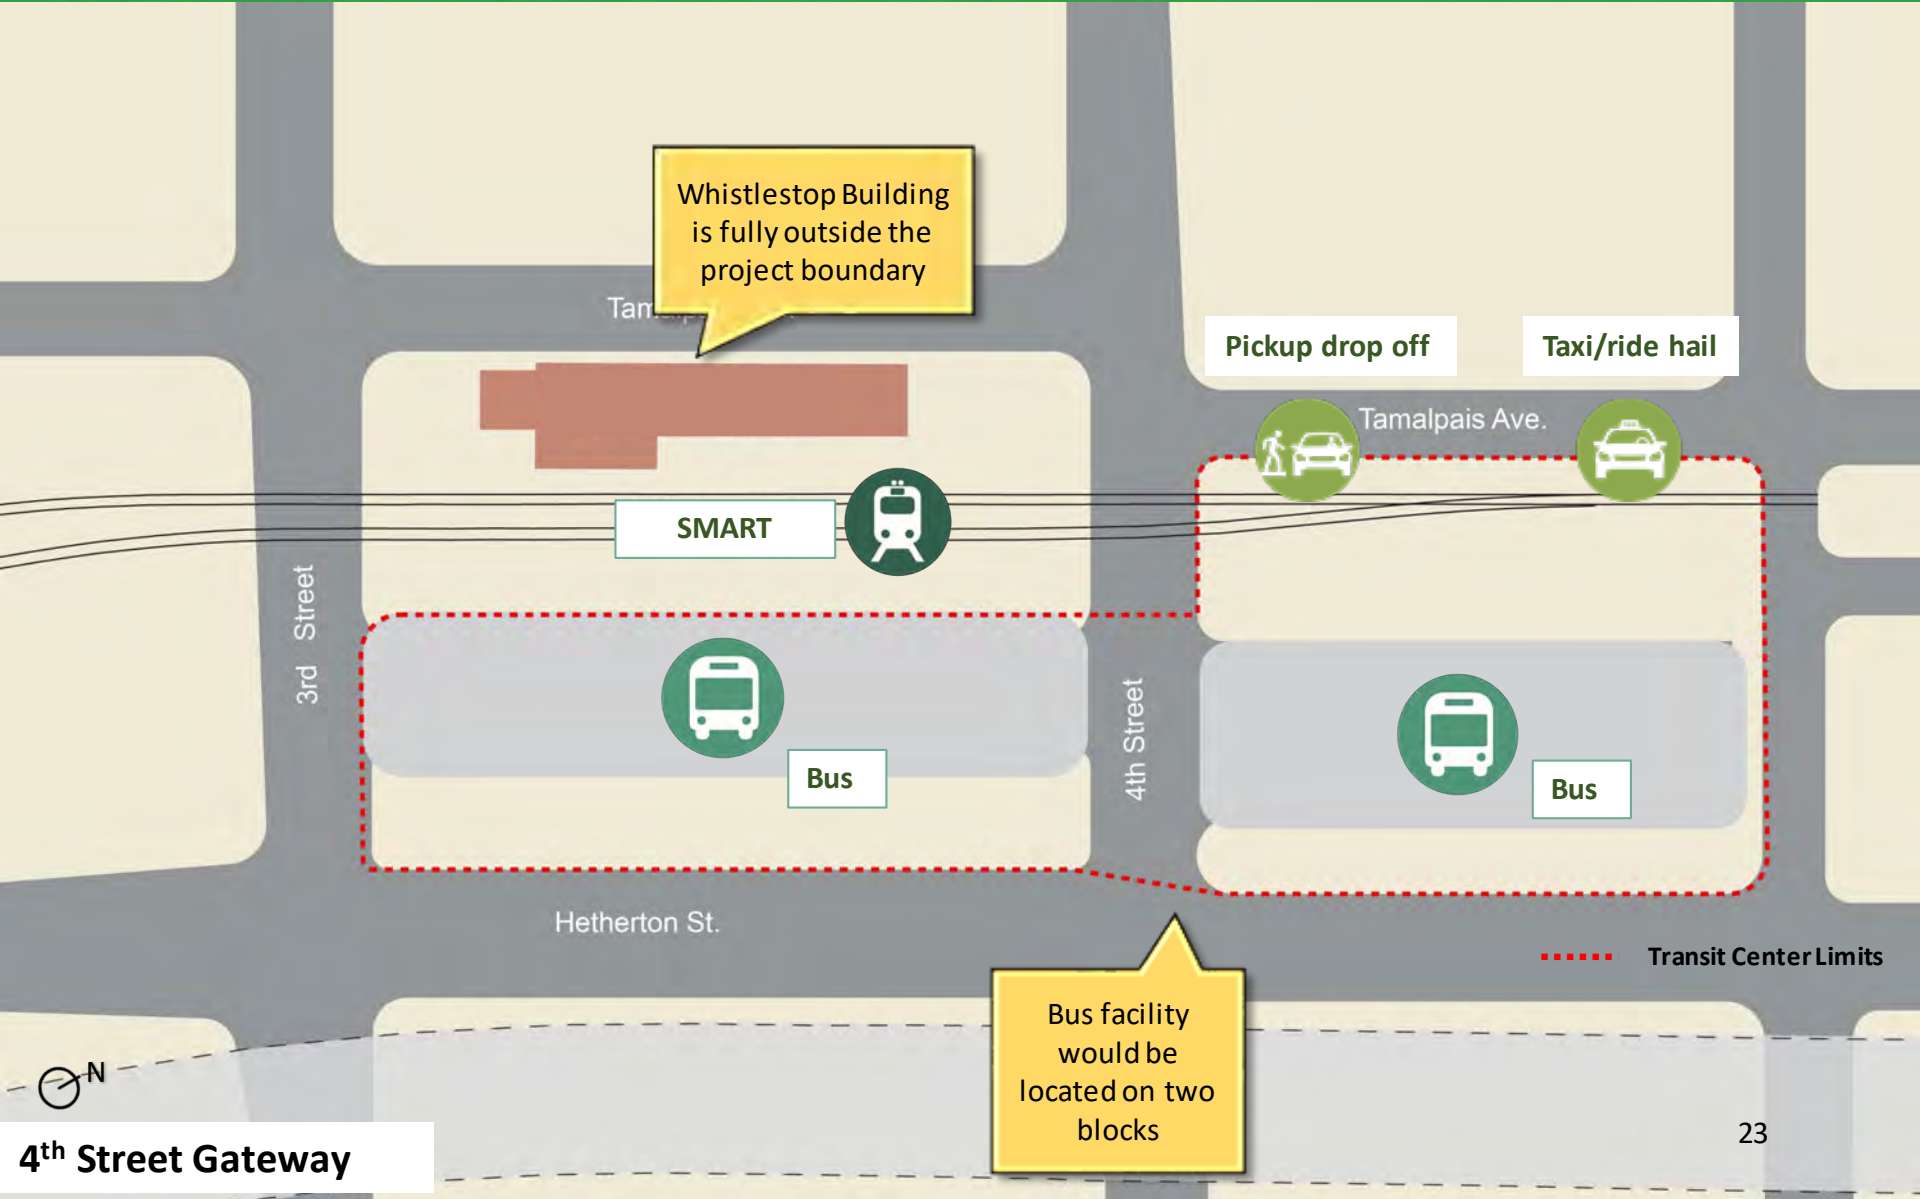 Whistlestop Building
is fully outside the
project boundary
Pickup drop off
Taxi/ride hail
Tamalpais Ave.
SMART
3rd Street
4th Street
Bus
Bus
Hetherton St.
Transit Center Limits
Bus facility
would be
located on two
blocks
N
4th Street Gateway
23